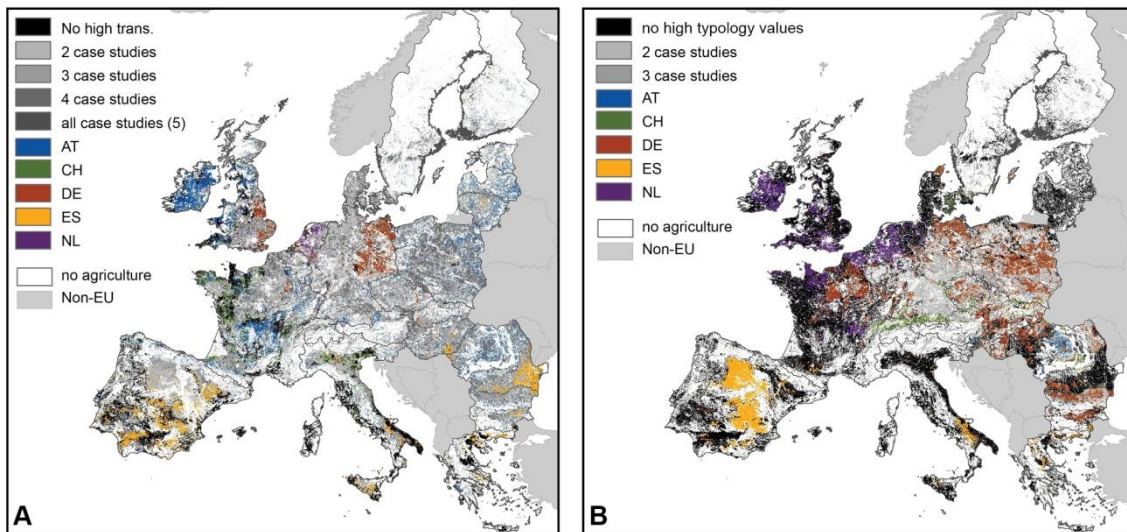 No high trans.
2 case studies
3 case studies
4 case studies
all case studies (5)
AT
CH
DE
ES
NL
no agriculture
Non-EU
A
no high typology values
2 case studies
3 case studies
AT
CH
DE
ES
NL
no agriculture
Non-EU
B